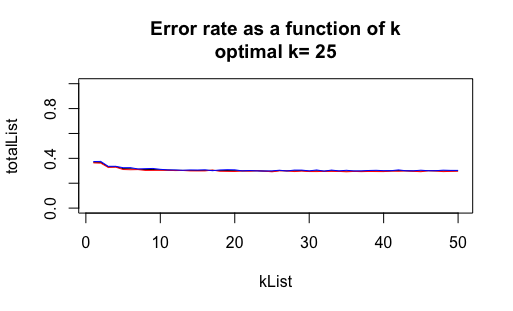 Error rate as a function of k
optimal k= 25
totalList
0.8
0.4
0.0
0 10 20 30 40 50
kList